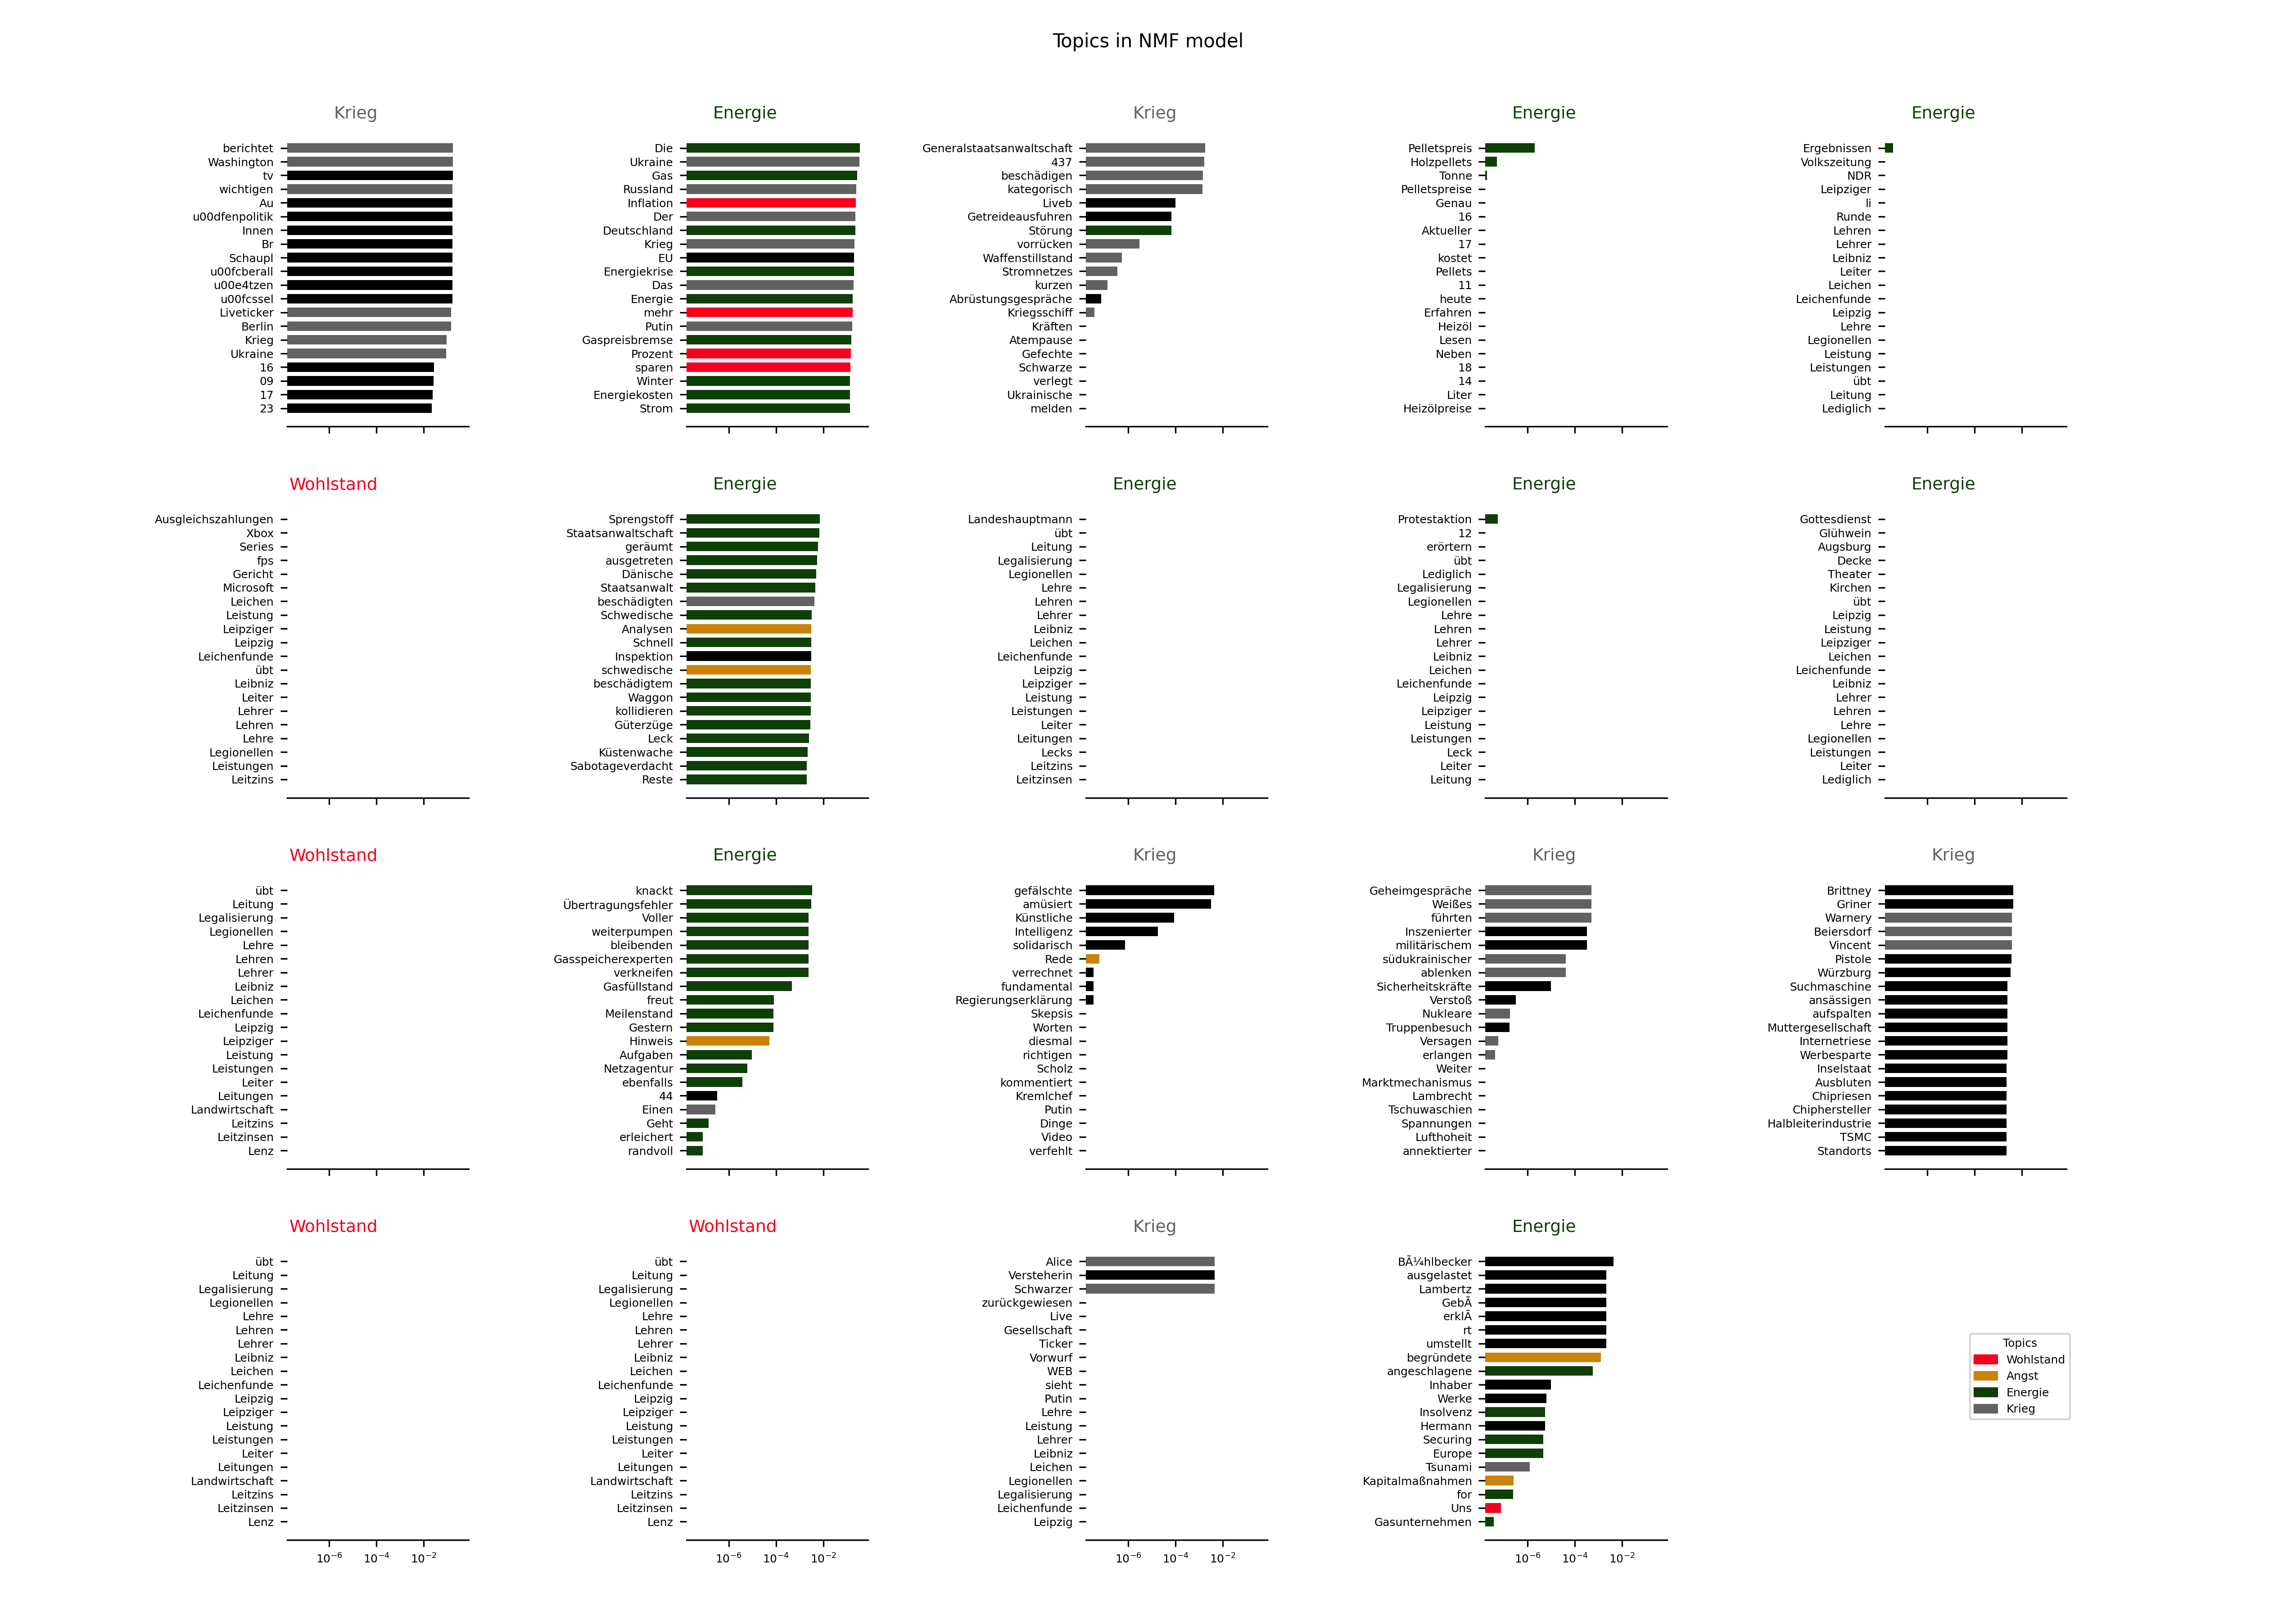 Topics in NMF model
Krieg
berichtet
Washington
tv
wichtigen
Au
u00dfenpolitik
Innen
Br
Schaupl
u00fcberall
u00e4tzen
u00fcssel
Liveticker
Berlin
Krieg
Ukraine
16
09
17
23
Energie
Die
Ukraine
Gas
Russland
Inflation
Der
Deutschland
Krieg
EU
Energiekrise
Das
Energie
mehr
Putin
Gaspreisbremse
Prozent
sparen
Winter
Energiekosten
Strom
Krieg
Generalstaatsanwaltschaft
437
beschädigen
kategorisch
Liveb
Getreideausfuhren
Störung
vorrücken
Waffenstillstand
Stromnetzes
kurzen
Abrüstungsgespräche
Kriegsschiff
Kräften
Atempause
Gefechte
Schwarze
verlegt
Ukrainische
melden
Energie
Pelletspreis
Holzpellets
Tonne
Pelletspreise
Genau
16
Aktueller
17
kostet
Pellets
11
heute
Erfahren
Heizöl
Lesen
Neben
18
14
Liter
Heizölpreise
Energie
Ergebnissen
Volkszeitung
NDR
Leipziger
li
Runde
Lehren
Lehrer
Leibniz
Leiter
Leichen
Leichenfunde
Leipzig
Lehre
Legionellen
Leistung
Leistungen
übt
Leitung
Lediglich
Wohlstand
Ausgleichszahlungen
Xbox
Series
fps
Gericht
Microsoft
Leichen
Leistung
Leipziger
Leipzig
Leichenfunde
übt
Leibniz
Leiter
Lehrer
Lehren
Lehre
Legionellen
Leistungen
Leitzins
Energie
Sprengstoff
Staatsanwaltschaft
geräumt
ausgetreten
Dänische
Staatsanwalt
beschädigten
Schwedische
Analysen
Schnell
Inspektion
schwedische
beschädigtem
Waggon
kollidieren
Güterzüge
Leck
Küstenwache
Sabotageverdacht
Reste
Energie
Landeshauptmann
übt
Leitung
Legalisierung
Legionellen
Lehre
Lehren
Lehrer
Leibniz
Leichen
Leichenfunde
Leipzig
Leipziger
Leistung
Leistungen
Leiter
Leitungen
Lecks
Leitzins
Leitzinsen
Energie
Protestaktion
12
erörtern
übt
Lediglich
Legalisierung
Legionellen
Lehre
Lehren
Lehrer
Leibniz
Leichen
Leichenfunde
Leipzig
Leipziger
Leistung
Leistungen
Leck
Leiter
Leitung
Energie
Gottesdienst
Glühwein
Augsburg
Decke
Theater
Kirchen
übt
Leipzig
Leistung
Leipziger
Leichen
Leichenfunde
Leibniz
Lehrer
Lehren
Lehre
Legionellen
Leistungen
Leiter
Lediglich
Wohlstand
übt
Leitung
Legalisierung
Legionellen
Lehre
Lehren
Lehrer
Leibniz
Leichen
Leichenfunde
Leipzig
Leipziger
Leistung
Leistungen
Leiter
Leitungen
Landwirtschaft
Leitzins
Leitzinsen
Lenz
Energie
knackt
Übertragungsfehler
Voller
weiterpumpen
bleibenden
Gasspeicherexperten
verkneifen
Gasfüllstand
freut
Meilenstand
Gestern
Hinweis
Aufgaben
Netzagentur
ebenfalls
44
Einen
Geht
erleichert
randvoll
Krieg
gefälschte
amüsiert
Künstliche
Intelligenz
solidarisch
Rede
verrechnet
fundamental
Regierungserklärung
Skepsis
Worten
diesmal
richtigen
Scholz
kommentiert
Kremlchef
Putin
Dinge
Video
verfehlt
Krieg
Geheimgespräche
Weißes
führten
Inszenierter
militärischem
südukrainischer
ablenken
Sicherheitskräfte
Verstoß
Nukleare
Truppenbesuch
Versagen
erlangen
Weiter
Marktmechanismus
Lambrecht
Tschuwaschien
Spannungen
Lufthoheit
annektierter
Krieg
Brittney
Griner
Warnery
Beiersdorf
Vincent
Pistole
Würzburg
Suchmaschine
ansässigen
aufspalten
Muttergesellschaft
Internetriese
Werbesparte
Inselstaat
Ausbluten
Chipriesen
Chiphersteller
Halbleiterindustrie
TSMC
Standorts
Wohlstand
übt
Leitung
Legalisierung
Legionellen
Lehre
Lehren
Lehrer
Leibniz
Leichen
Leichenfunde
Leipzig
Leipziger
Leistung
Leistungen
Leiter
Leitungen
Landwirtschaft
Leitzins
Leitzinsen
Lenz
10⁻⁶ 10⁻⁴ 10⁻²
Wohlstand
übt
Leitung
Legalisierung
Legionellen
Lehre
Lehren
Lehrer
Leibniz
Leichen
Leichenfunde
Leipzig
Leipziger
Leistung
Leistungen
Leiter
Leitungen
Landwirtschaft
Leitzins
Leitzinsen
Lenz
10⁻⁶ 10⁻⁴ 10⁻²
Krieg
Alice
Versteherin
Schwarzer
zurückgewiesen
Live
Gesellschaft
Ticker
Vorwurf
WEB
sieht
Putin
Lehre
Leistung
Lehrer
Leibniz
Leichen
Legionellen
Legalisierung
Leichenfunde
Leipzig
10⁻⁶ 10⁻⁴ 10⁻²
Energie
BÃ¼hlbecker
ausgelastet
Lambertz
GebÃ
erklÃ
rt
umstellt
begründete
angeschlagene
Inhaber
Werke
Insolvenz
Hermann
Securing
Europe
Tsunami
Kapitalmaßnahmen
for
Uns
Gasunternehmen
10⁻⁶ 10⁻⁴ 10⁻²
Topics
Wohlstand
Angst
Energie
Krieg